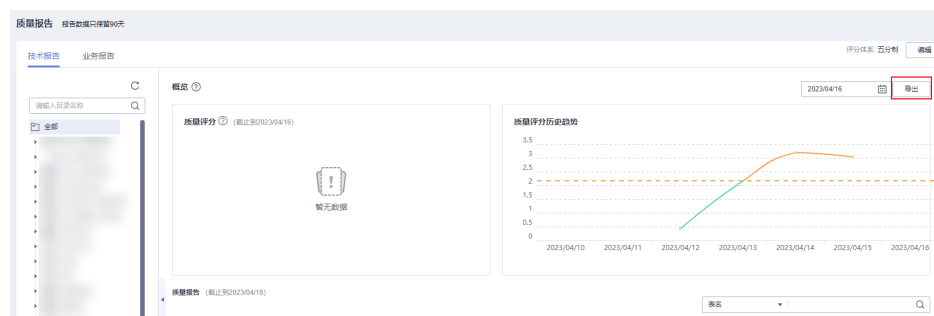 质量报告 报告数据只保留90天
技术报告 业务报告 评分体系: 五分制 编辑
概览 ? 2023/04/16 导出
请输入目录名称
全部
质量评分 ? (截止到2023/04/16)
暂无数据
质量评分历史趋势
3.5
3
2.5
2
1.5
1
0.5
0
2023/04/10 2023/04/11 2023/04/12 2023/04/13 2023/04/14 2023/04/15 2023/04/16
质量报告 (截止到2023/04/16)
表名